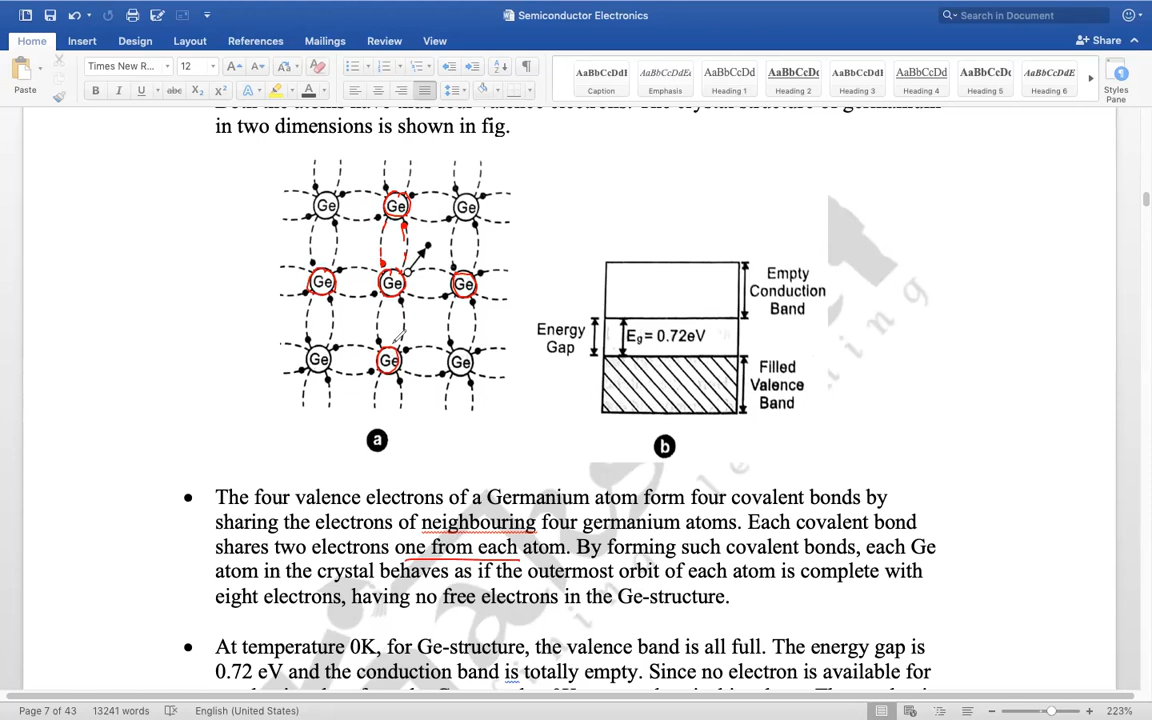 Semiconductor Electronics
Search in Document
Home Insert Design Layout References Mailings Review View
Share
Paste
Times New R... 12
AaBbCcDdI AaBbCcDdEe AaBbCcDd AaBbCcDc AaBbCcDdI AaBbCcDd AaBbCcDc AaBbCcDdE
Caption Emphasis Heading 1 Heading 2 Heading 3 Heading 4 Heading 5 Heading 6
Styles
Pane
in two dimensions is shown in fig.
Ge Ge Ge
Ge Ge Ge
Ge Ge Ge
a
Empty
Conduction
Band
Energy
Gap
Eg = 0.72eV
Filled
Valence
Band
b
The four valence electrons of a Germanium atom form four covalent bonds by
sharing the electrons of neighbouring four germanium atoms. Each covalent bond
shares two electrons one from each atom. By forming such covalent bonds, each Ge
atom in the crystal behaves as if the outermost orbit of each atom is complete with
eight electrons, having no free electrons in the Ge-structure.
At temperature 0K, for Ge-structure, the valence band is all full. The energy gap is
0.72 eV and the conduction band is totally empty. Since no electron is available for
Page 7 of 43 13241 words English (United States) 223%